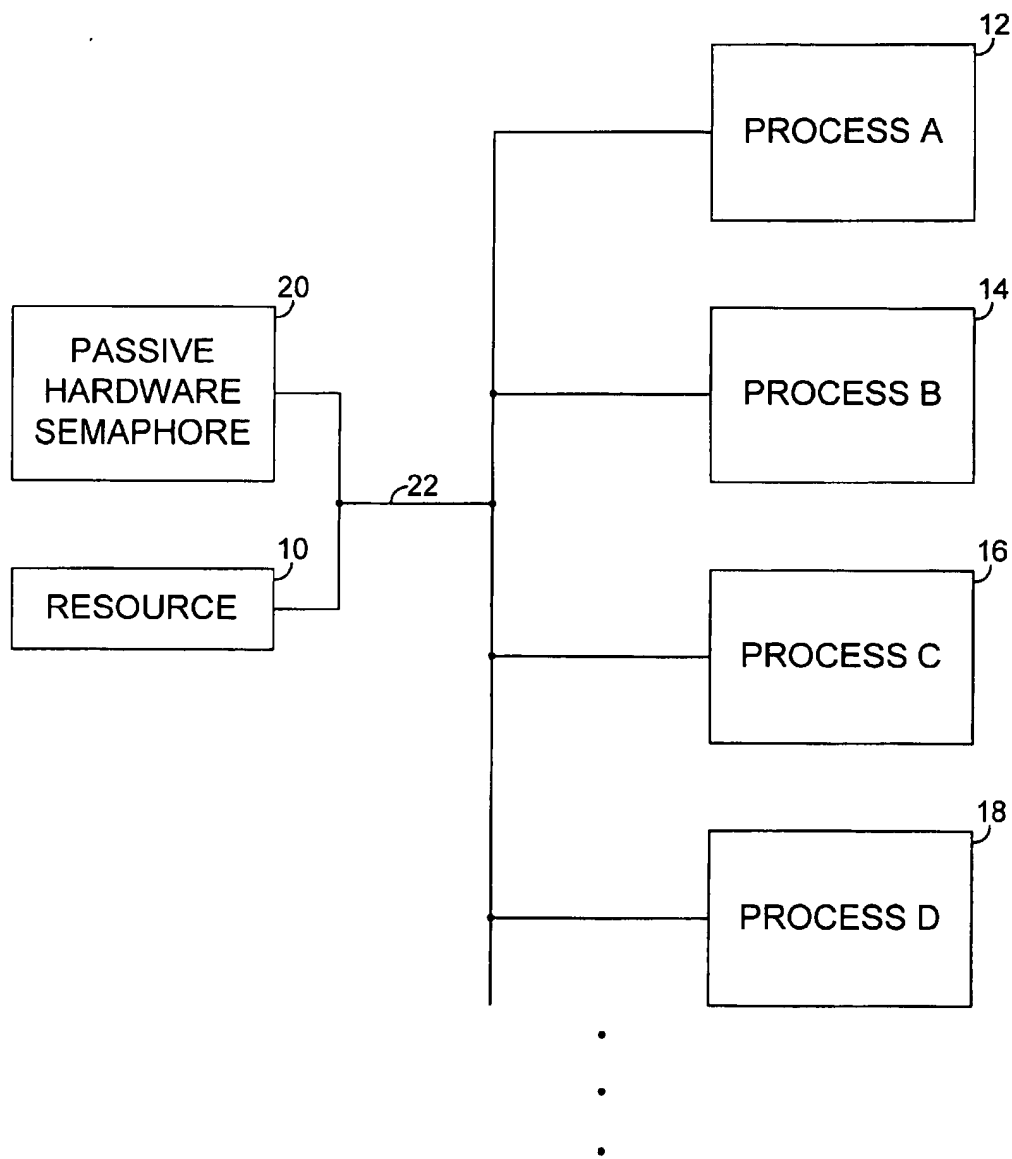 12
PROCESS A
20
PASSIVE
HARDWARE
SEMAPHORE
14
PROCESS B
22
10
RESOURCE
16
PROCESS C
18
PROCESS D